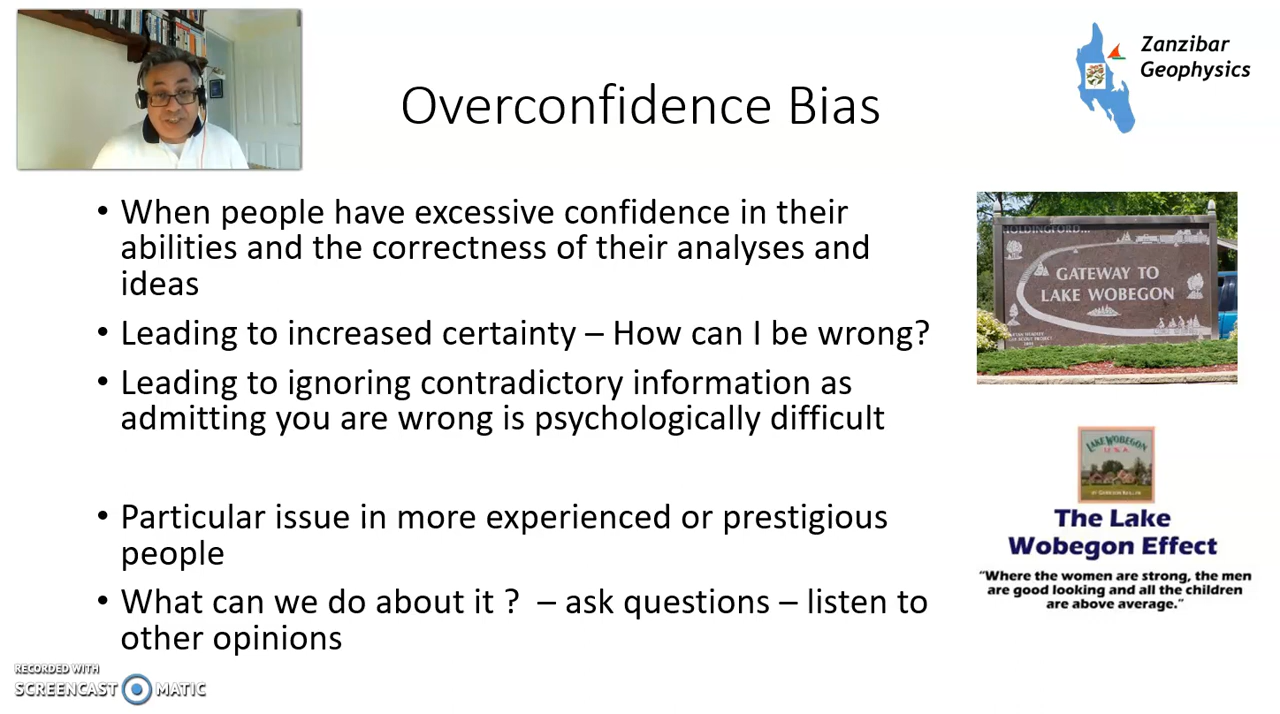 Zanzibar
Geophysics
Overconfidence Bias
• When people have excessive confidence in their
abilities and the correctness of their analyses and
ideas
• Leading to increased certainty – How can I be wrong?
• Leading to ignoring contradictory information as
admitting you are wrong is psychologically difficult
• Particular issue in more experienced or prestigious
people
• What can we do about it ? – ask questions – listen to
other opinions
HOLDINGFORD...
GATEWAY TO
LAKE WOBEGON
LAKE WOBEGON
U.S.A.
The Lake
Wobegon Effect
"Where the women are strong, the men
are good looking and all the children
are above average."
RECORDED WITH
SCREENCAST MATIC